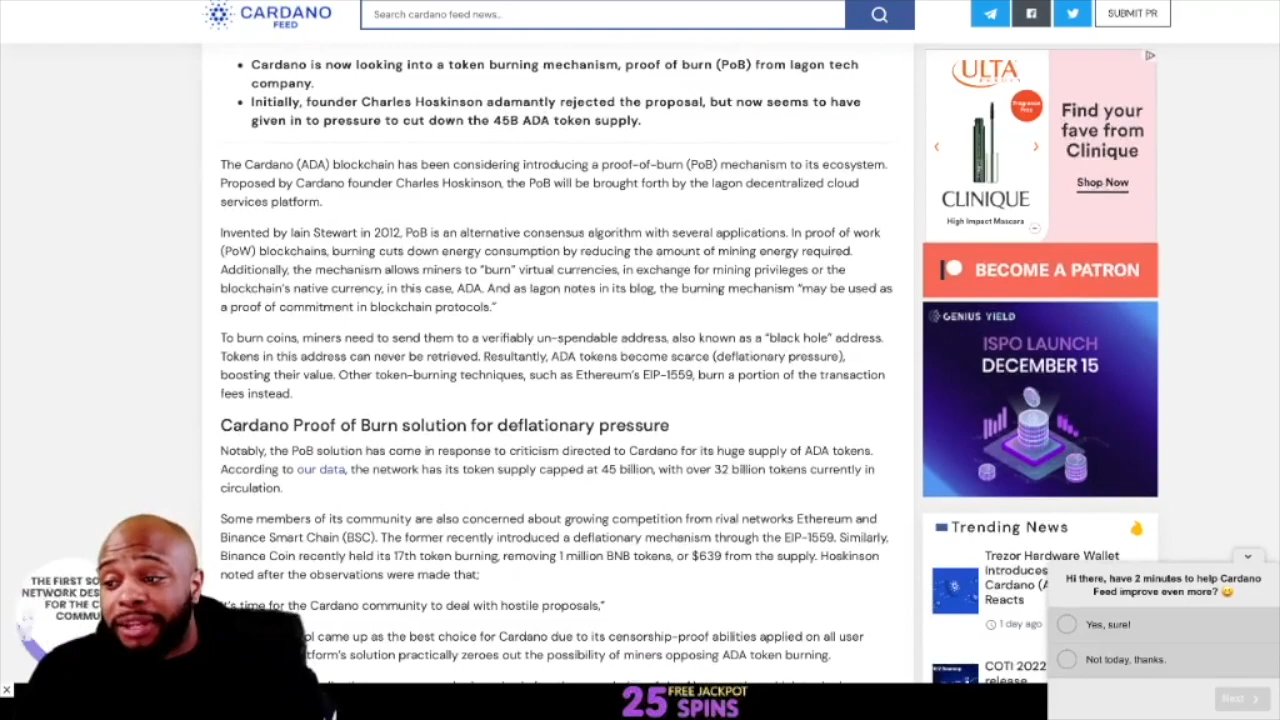 CARDANO
FEED
Search cardano feed news..
SUBMIT PR
Cardano is now looking into a token burning mechanism, proof of burn (PoB) from Iagon tech
company.
Initially, founder Charles Hoskinson adamantly rejected the proposal, but now seems to have
given in to pressure to cut down the 45B ADA token supply.
The Cardano (ADA) blockchain has been considering introducing a proof-of-burn (PoB) mechanism to its ecosystem.
Proposed by Cardano founder Charles Hoskinson, the PoB will be brought forth by the Iagon decentralized cloud
services platform.
Invented by Iain Stewart in 2012, PoB is an alternative consensus algorithm with several applications. In proof of work
(PoW) blockchains, burning cuts down energy consumption by reducing the amount of mining energy required.
Additionally, the mechanism allows miners to “burn” virtual currencies, in exchange for mining privileges or the
blockchain's native currency, in this case, ADA. And as Iagon notes in its blog, the burning mechanism “may be used as
a proof of commitment in blockchain protocols.”
To burn coins, miners need to send them to a verifiably un-spendable address, also known as a “black hole” address.
Tokens in this address can never be retrieved. Resultantly, ADA tokens become scarce (deflationary pressure),
boosting their value. Other token-burning techniques, such as Ethereum's EIP-1559, burn a portion of the transaction
fees instead.
Cardano Proof of Burn solution for deflationary pressure
Notably, the PoB solution has come in response to criticism directed to Cardano for its huge supply of ADA tokens.
According to our data, the network has its token supply capped at 45 billion, with over 32 billion tokens currently in
circulation.
Some members of its community are also concerned about growing competition from rival networks Ethereum and
Binance Smart Chain (BSC). The former recently introduced a deflationary mechanism through the EIP-1559. Similarly,
Binance Coin recently held its 17th token burning, removing 1 million BNB tokens, or $639 from the supply. Hoskinson
noted after the observations were made that;
time for the Cardano community to deal with hostile proposals,”
came up as the best choice for Cardano due to its censorship-proof abilities applied on all user
solution practically zeroes out the possibility of miners opposing ADA token burning.
THE FIRST
NETWORK
FOR THE
ULTA
BEAUTY
Fragrance
Free
CLINIQUE
High Impact Mascara
Find your
fave from
Clinique
Shop Now
BECOME A PATRON
GENIUS YIELD
ISPO LAUNCH
DECEMBER 15
Trending News
Trezor Hardware Wallet
Introduces
Cardano (A
Reacts
1 day ago
COTI 2022
release
Hi there, have 2 minutes to help Cardano
Feed improve even more?
Yes, sure!
Not today, thanks.
Next
25 FREE JACKPOT
SPINS